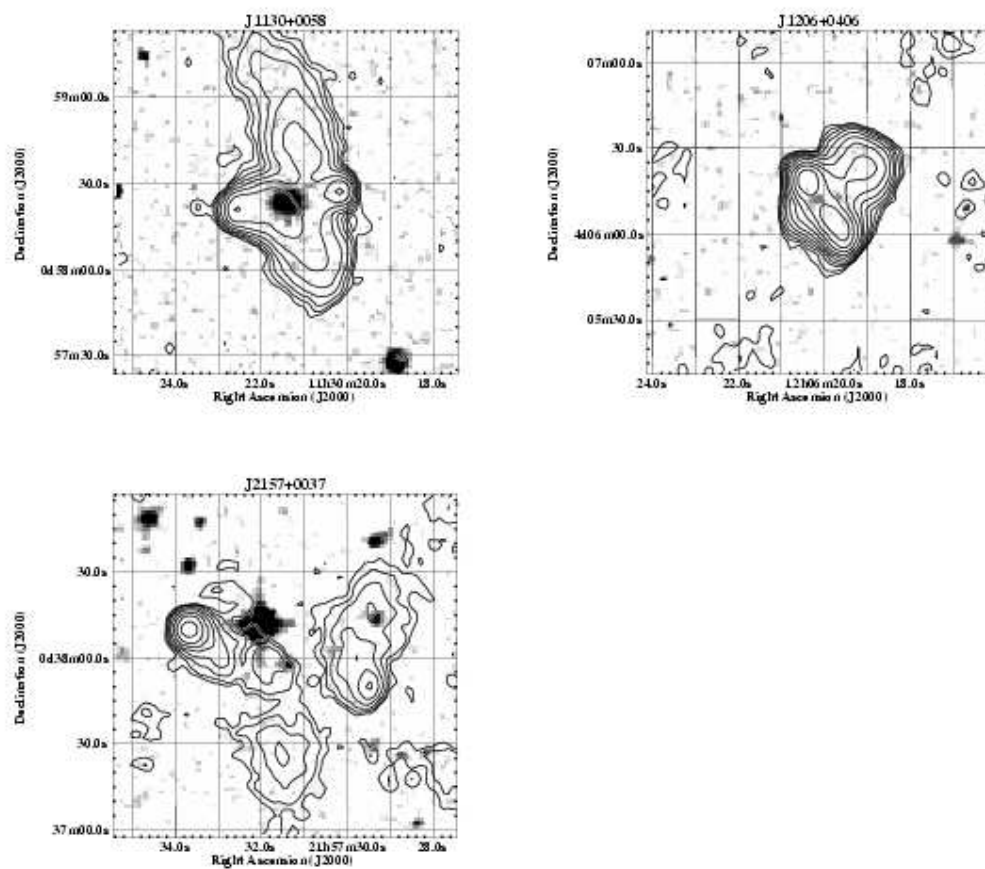 J1130+0058
59m00.0s
30.0s
0d58m00.0s
57m30.0s
Declination (J2000)
24.0s 22.0s 11h30m20.0s 18.0s
Right Ascension (J2000)
J1206+0406
07m00.0s
30.0s
4d06m00.0s
05m30.0s
Declination (J2000)
24.0s 22.0s 12h06m20.0s 18.0s
Right Ascension (J2000)
J2157+0037
30.0s
0d38m00.0s
30.0s
37m00.0s
Declination (J2000)
34.0s 32.0s 21h57m30.0s 28.0s
Right Ascension (J2000)